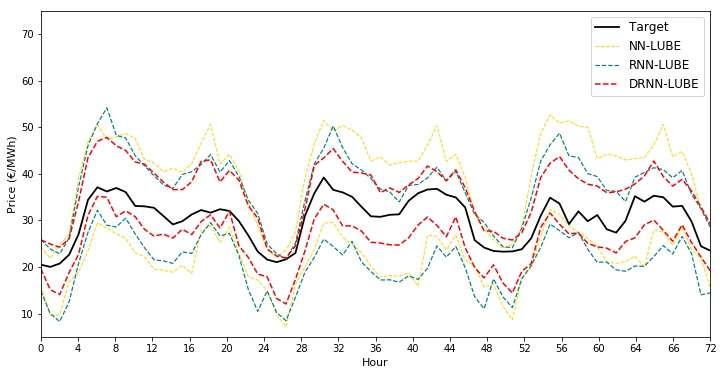 Target
NN-LUBE
RNN-LUBE
DRNN-LUBE
Price (€/MWh)
70
60
50
40
30
20
10
0 4 8 12 16 20 24 28 32 36 40 44 48 52 56 60 64 66 72
Hour